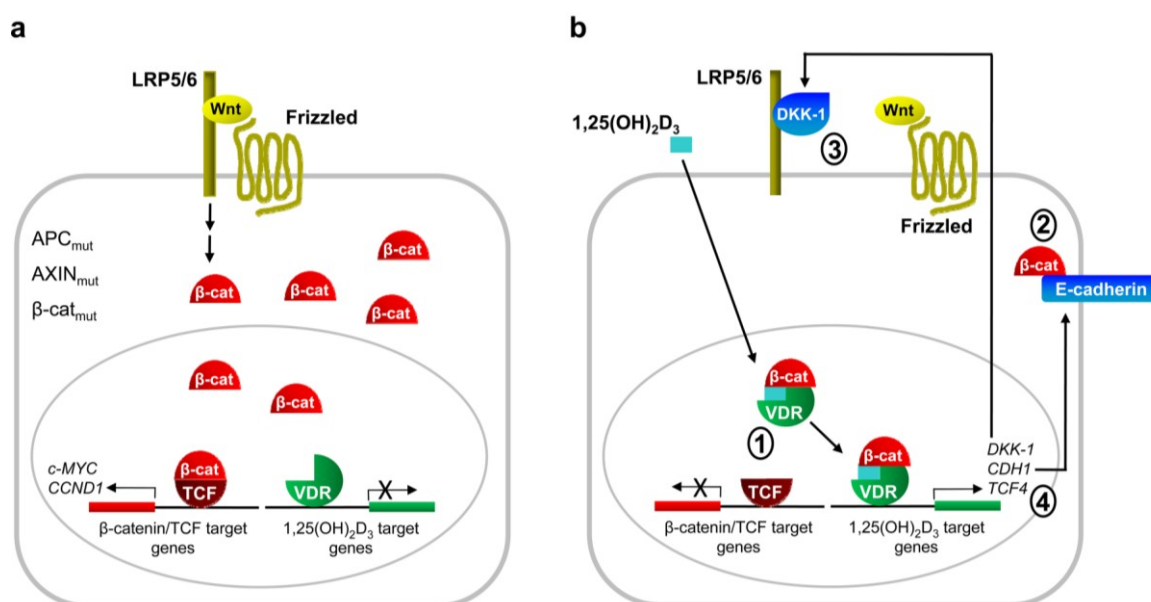 a
LRP5/6
Wnt
Frizzled
APCmut
AXINmut
β-catmut
β-cat
β-cat
β-cat
β-cat
β-cat
β-cat
c-MYC
CCND1
β-cat
TCF
VDR
X
β-catenin/TCF target
genes
1,25(OH)2D3 target
genes
b
LRP5/6
1,25(OH)2D3
DKK-1
3
Wnt
Frizzled
2
β-cat
E-cadherin
β-cat
VDR
1
β-cat
VDR
X
TCF
DKK-1
CDH1
TCF4
4
β-catenin/TCF target
genes
1,25(OH)2D3 target
genes